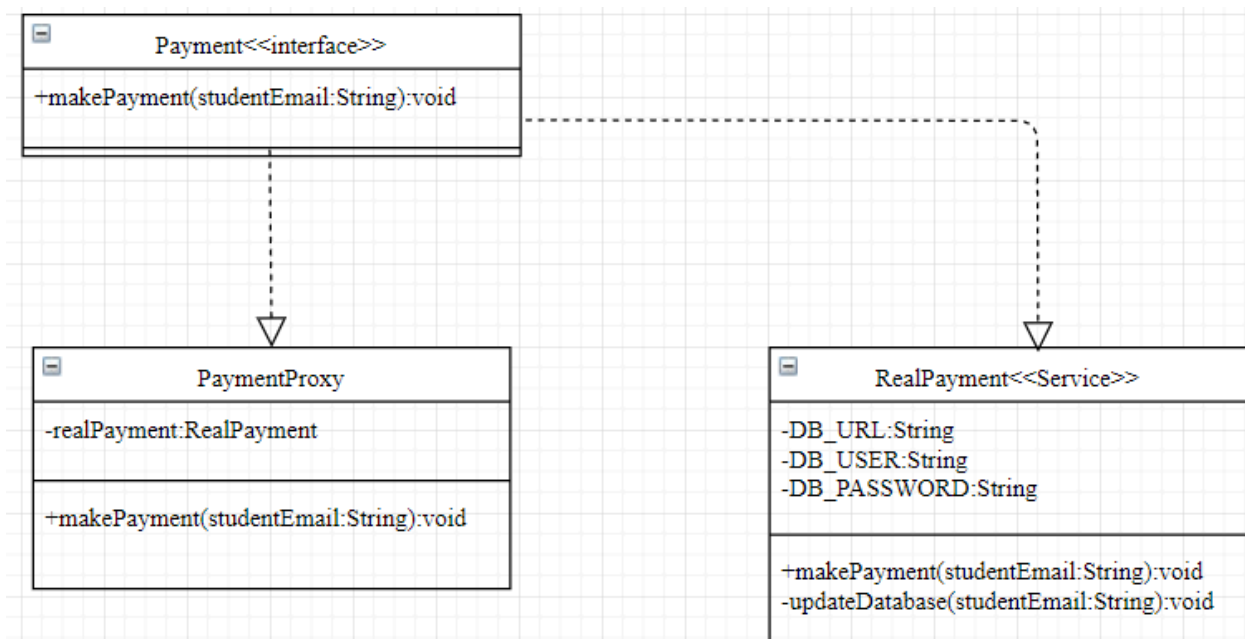 Payment<<interface>>
+makePayment(studentEmail:String):void
PaymentProxy
-realPayment:RealPayment
+makePayment(studentEmail:String):void
RealPayment<<Service>>
-DB_URL:String
-DB_USER:String
-DB_PASSWORD:String
+makePayment(studentEmail:String):void
-updateDatabase(studentEmail:String):void